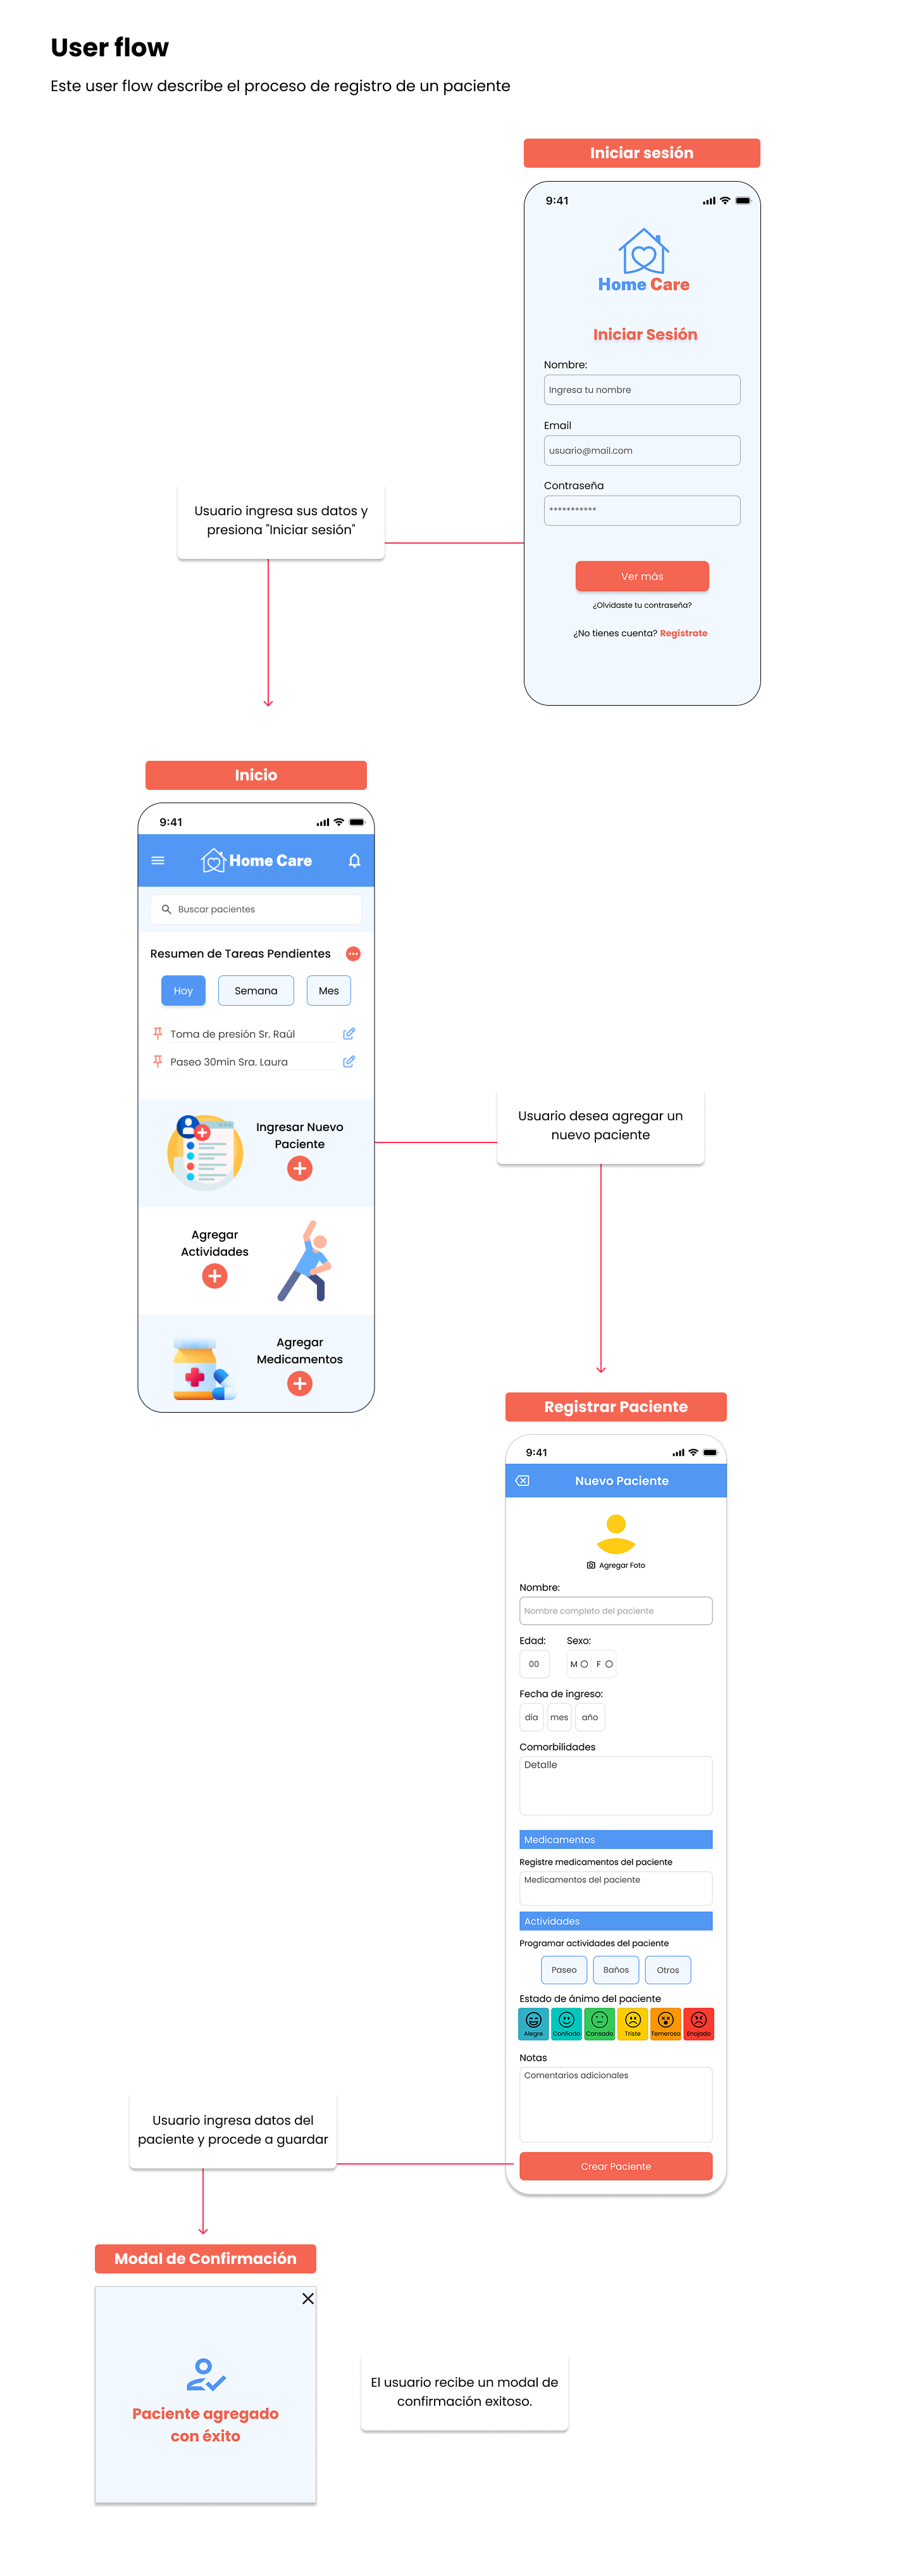 User flow
Este user flow describe el proceso de registro de un paciente
Iniciar sesión
9:41
Home Care
Iniciar Sesión
Nombre:
Ingresa tu nombre
Email
usuario@mail.com
Contraseña
***********
Usuario ingresa sus datos y
presiona "Iniciar sesión"
Ver más
¿Olvidaste tu contraseña?
¿No tienes cuenta? Regístrate
Inicio
9:41
Home Care
Buscar pacientes
Resumen de Tareas Pendientes
Hoy
Semana
Mes
Toma de presión Sr. Raúl
Paseo 30min Sra. Laura
Ingresar Nuevo
Paciente
Usuario desea agregar un
nuevo paciente
Agregar
Actividades
Agregar
Medicamentos
Registrar Paciente
9:41
Nuevo Paciente
Agregar Foto
Nombre:
Nombre completo del paciente
Edad:
Sexo:
00
M
F
Fecha de ingreso:
día
mes
año
Comorbilidades
Detalle
Medicamentos
Registre medicamentos del paciente
Medicamentos del paciente
Actividades
Programar actividades del paciente
Paseo
Baños
Otros
Estado de ánimo del paciente
Alegre
Confiado
Cansado
Triste
Temeroso
Enojado
Notas
Comentarios adicionales
Usuario ingresa datos del
paciente y procede a guardar
Crear Paciente
Modal de Confirmación
Paciente agregado
con éxito
El usuario recibe un modal de
confirmación exitoso.